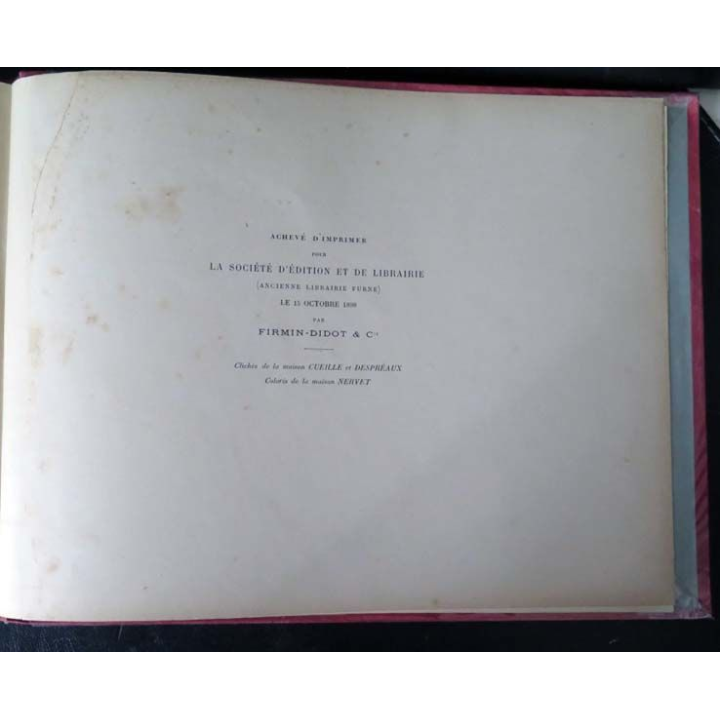 ACHEVÉ D'IMPRIMER
POUR
LA SOCIÉTÉ D'ÉDITION ET DE LIBRAIRIE
(ANCIENNE LIBRAIRIE FURNE)
LE 15 OCTOBRE
PAR
FIRMIN-DIDOT & Cie
Clichés de la maison CUEILLE et DESPRÉAUX
Coloris de la maison NERVET